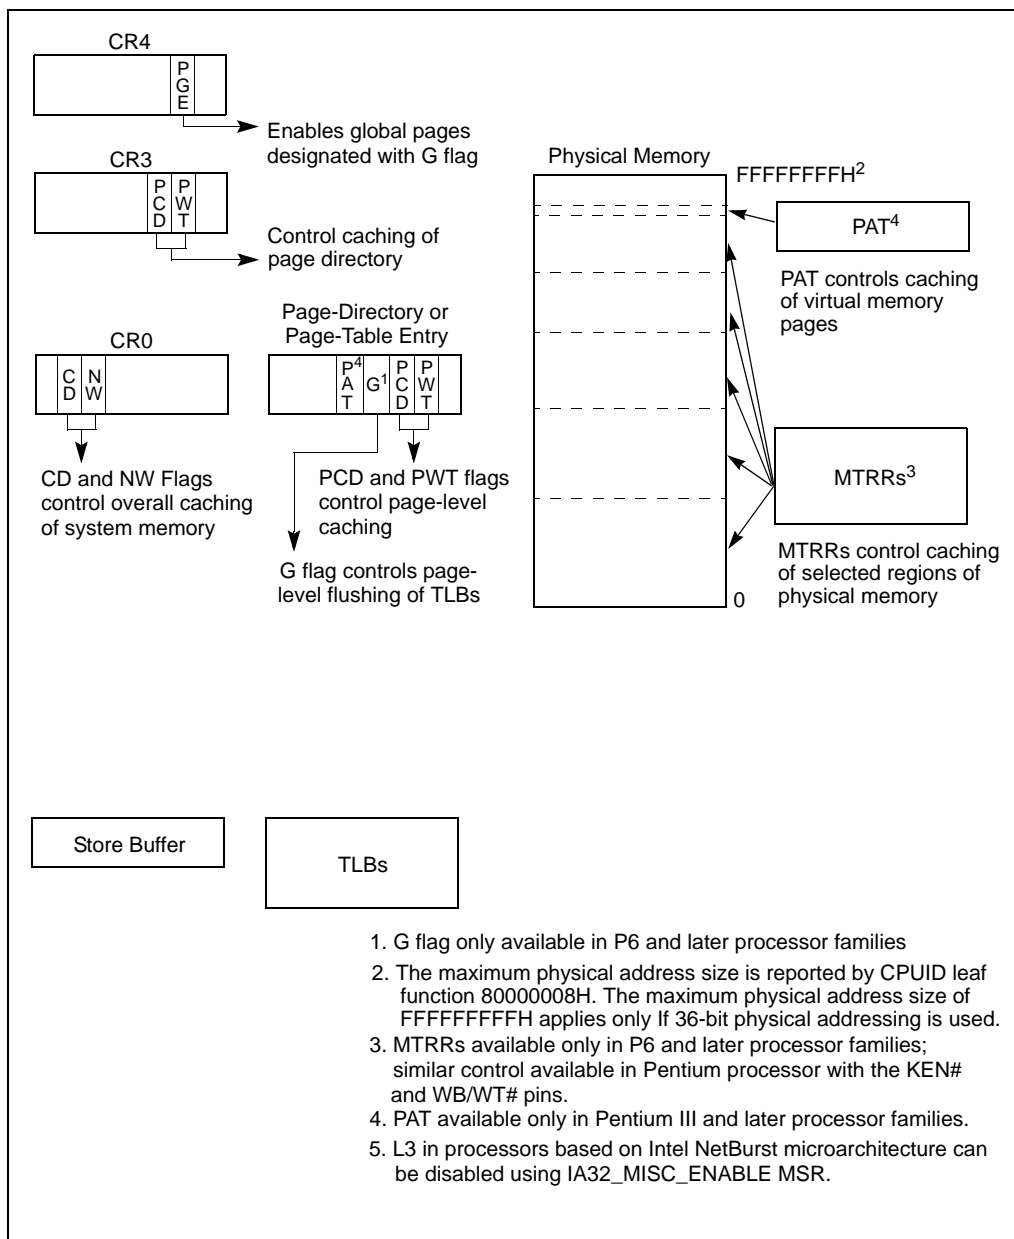 CR4
PGE
Enables global pages
designated with G flag
CR3
PCD PWT
Control caching of
page directory
CR0
CD NW
CD and NW Flags
control overall caching
of system memory
Page-Directory or
Page-Table Entry
PAT4 G1 PCD PWT
PCD and PWT flags
control page-level
caching
G flag controls page-
level flushing of TLBs
Physical Memory
FFFFFFFFH2
PAT4
PAT controls caching
of virtual memory
pages
MTRRs3
MTRRs control caching
of selected regions of
physical memory
0
Store Buffer
TLBs
1. G flag only available in P6 and later processor families
2. The maximum physical address size is reported by CPUID leaf
function 80000008H. The maximum physical address size of
FFFFFFFFFH applies only If 36-bit physical addressing is used.
3. MTRRs available only in P6 and later processor families;
similar control available in Pentium processor with the KEN#
and WB/WT# pins.
4. PAT available only in Pentium III and later processor families.
5. L3 in processors based on Intel NetBurst microarchitecture can
be disabled using IA32_MISC_ENABLE MSR.